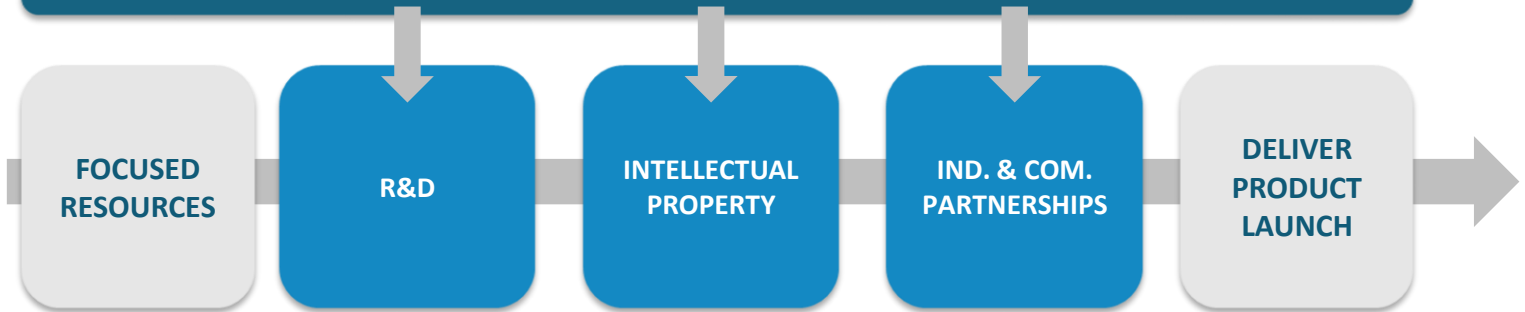 FOCUSED
RESOURCES
R&D
INTELLECTUAL
PROPERTY
IND. & COM.
PARTNERSHIPS
DELIVER
PRODUCT
LAUNCH